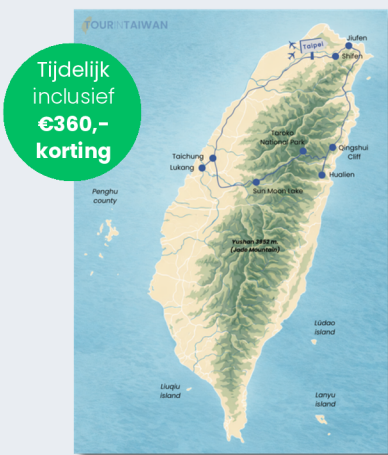 TOURINTAIWAN
Tijdelijk
inclusief
€360,-
korting
Jiufen
Taipei
Shifen
Taroko
National Park
Qingshui
Cliff
Taichung
Lukang
Hualien
Sun Moon Lake
Penghu
county
Yushan 3952 m.
(Jade Mountain)
Lüdao
island
Liuqiu
island
Lanyu
island